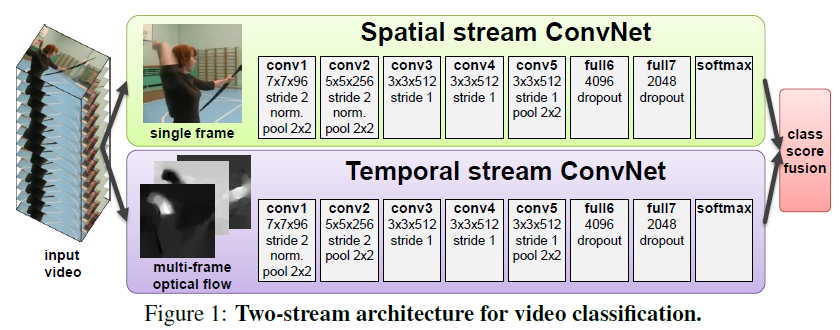 Spatial stream ConvNet
conv1
7x7x96
stride 2
norm.
pool 2x2
conv2
5x5x256
stride 2
norm.
pool 2x2
conv3
3x3x512
stride 1
conv4
3x3x512
stride 1
conv5
3x3x512
stride 1
pool 2x2
full6
4096
dropout
full7
2048
dropout
softmax
single frame
Temporal stream ConvNet
conv1
7x7x96
stride 2
norm.
pool 2x2
conv2
5x5x256
stride 2
pool 2x2
conv3
3x3x512
stride 1
conv4
3x3x512
stride 1
conv5
3x3x512
stride 1
pool 2x2
full6
4096
dropout
full7
2048
dropout
softmax
multi-frame
optical flow
input
video
class
score
fusion
Figure 1: Two-stream architecture for video classification.